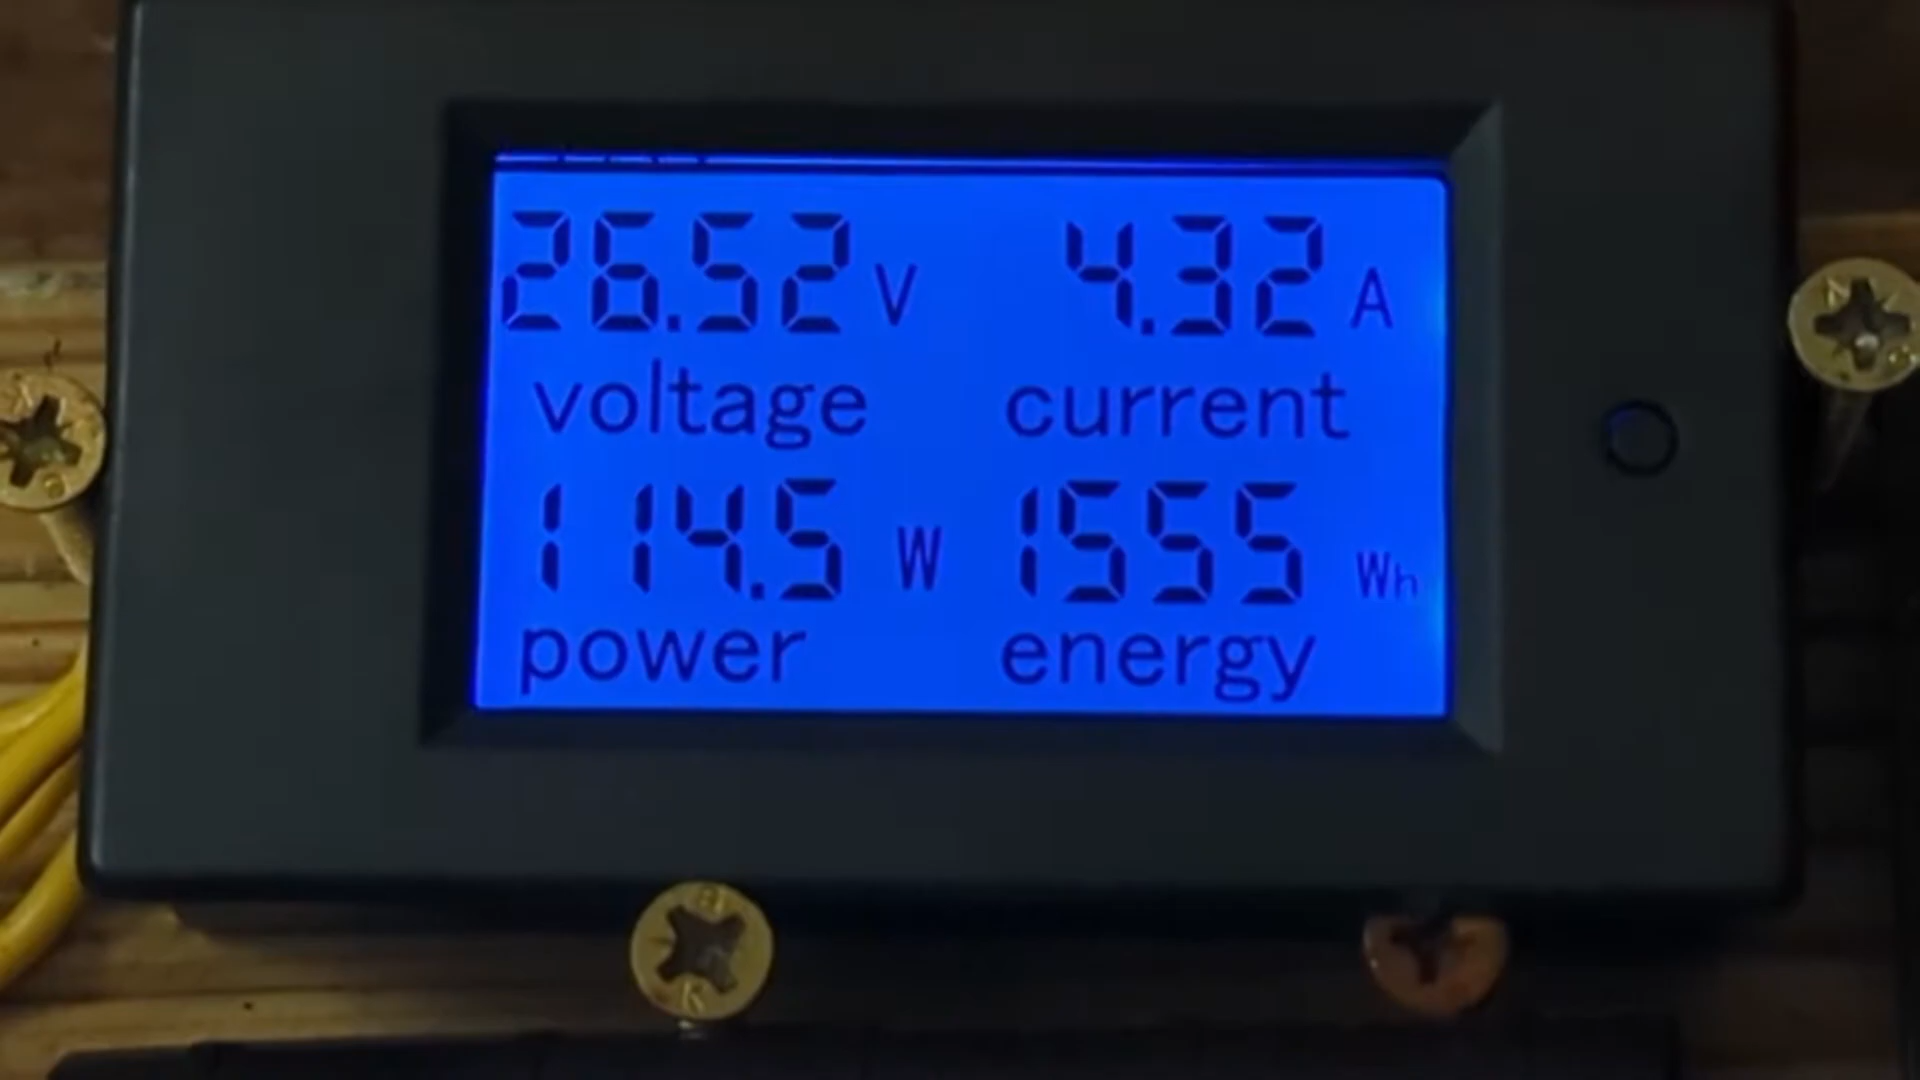 26.52 V 4.32 A
voltage current
114.5 W 1555 Wh
power energy